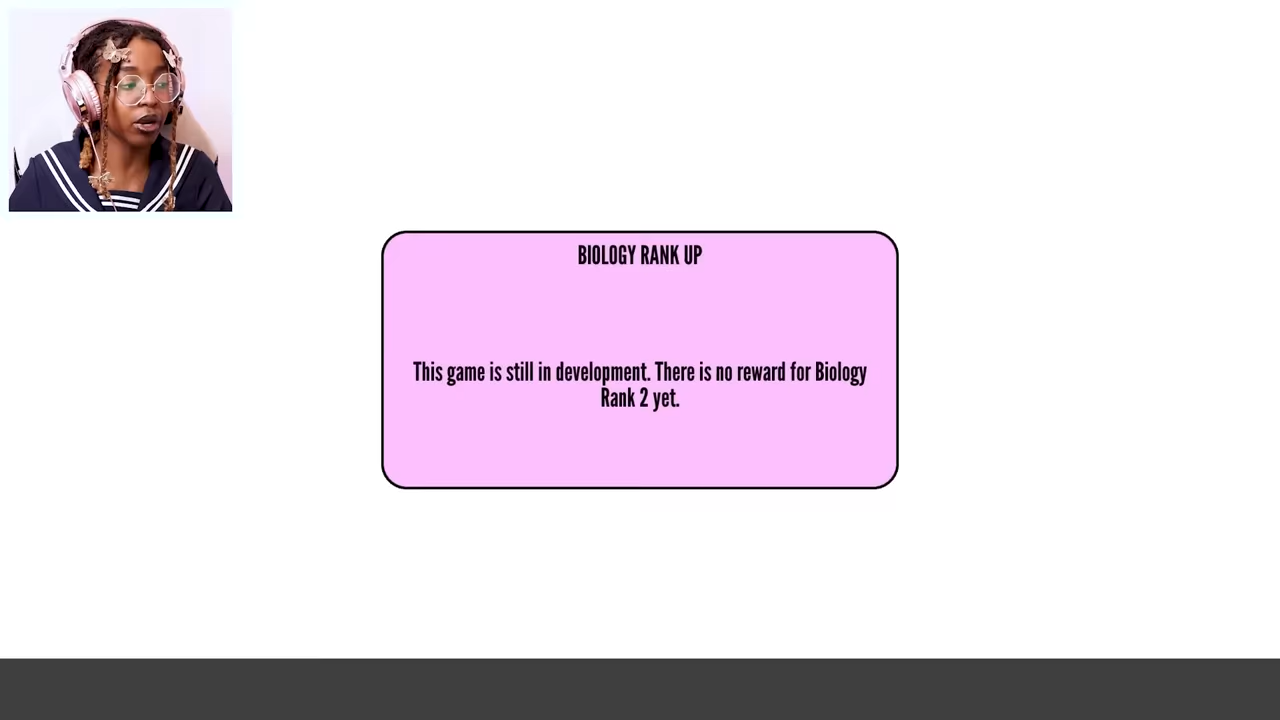 BIOLOGY RANK UP
This game is still in development. There is no reward for Biology
Rank 2 yet.